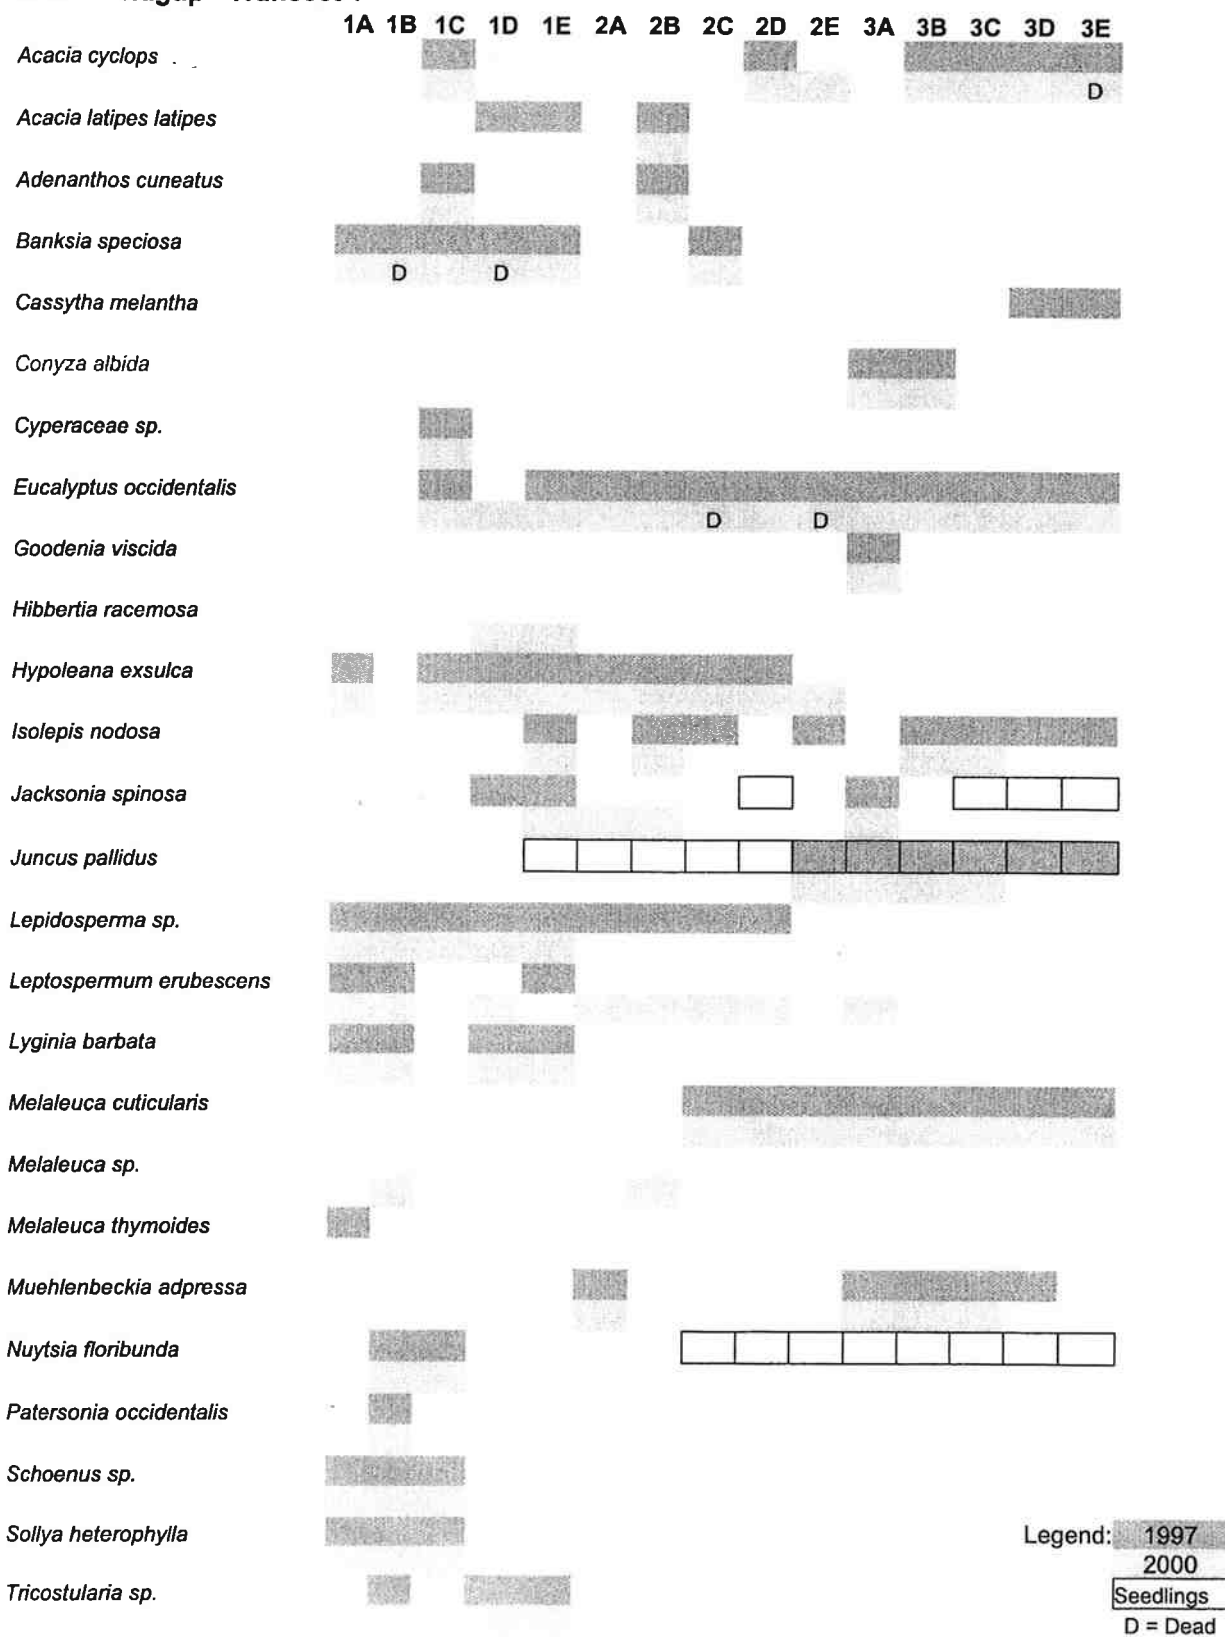 1A 1B 1C 1D 1E 2A 2B 2C 2D 2E 3A 3B 3C 3D 3E
Acacia cyclops
D
Acacia latipes latipes
Adenanthos cuneatus
Banksia speciosa
D D
Cassytha melantha
Conyza albida
Cyperaceae sp.
Eucalyptus occidentalis
D D
Goodenia viscida
Hibbertia racemosa
Hypoleana exsulca
Isolepis nodosa
Jacksonia spinosa
Juncus pallidus
Lepidosperma sp.
Leptospermum erubescens
Lyginia barbata
Melaleuca cuticularis
Melaleuca sp.
Melaleuca thymoides
Muehlenbeckia adpressa
Nuytsia floribunda
Patersonia occidentalis
Schoenus sp.
Sollya heterophylla
Legend: 1997
2000
Tricostularia sp.
Seedlings
D = Dead